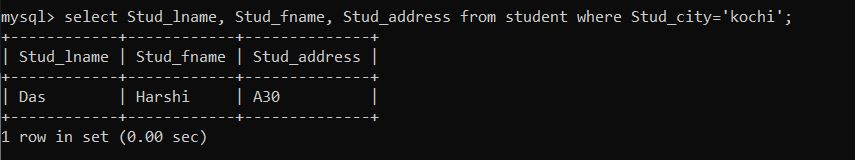 mysql> select Stud_lname, Stud_fname, Stud_address from student where Stud_city='kochi';
+------------+------------+--------------+
| Stud_lname | Stud_fname | Stud_address |
+------------+------------+--------------+
| Das        | Harshi     | A30          |
+------------+------------+--------------+
1 row in set (0.00 sec)